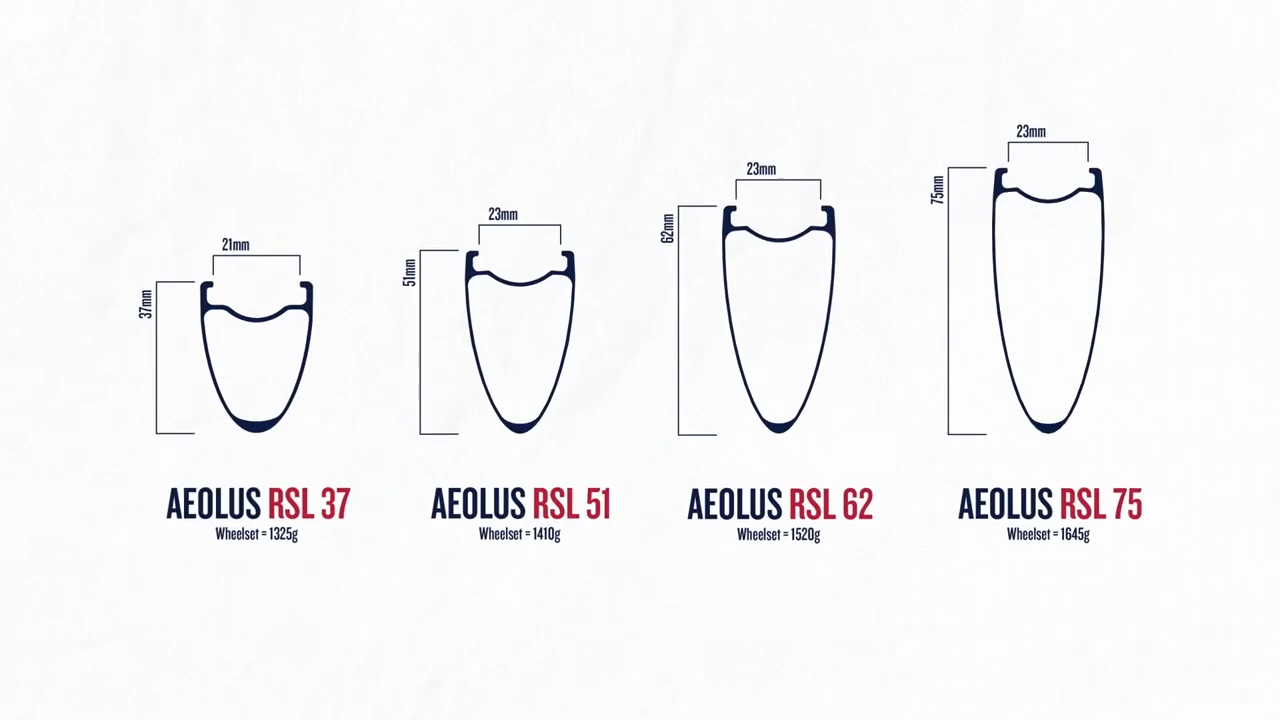 21mm
37mm
AEOLUS RSL 37
Wheelset = 1325g
23mm
51mm
AEOLUS RSL 51
Wheelset = 1410g
23mm
62mm
AEOLUS RSL 62
Wheelset = 1520g
23mm
75mm
AEOLUS RSL 75
Wheelset = 1645g